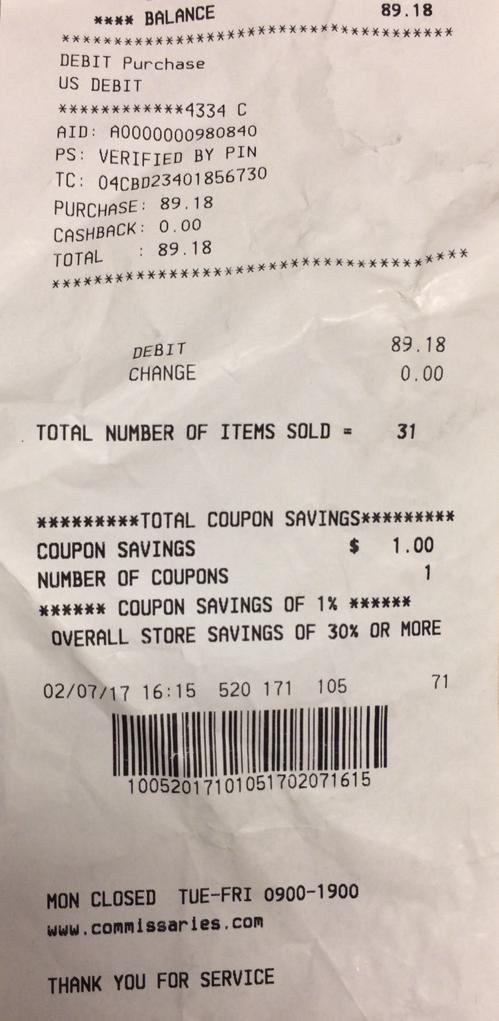 **** BALANCE 89.18
***********************************
DEBIT Purchase
US DEBIT
************4334 C
AID: A0000000980840
PS: VERIFIED BY PIN
TC: 04CBD23401856730
PURCHASE: 89.18
CASHBACK: 0.00
TOTAL : 89.18
***********************************
DEBIT 89.18
CHANGE 0.00
TOTAL NUMBER OF ITEMS SOLD = 31
*********TOTAL COUPON SAVINGS*********
COUPON SAVINGS $ 1.00
NUMBER OF COUPONS 1
****** COUPON SAVINGS OF 1% ******
OVERALL STORE SAVINGS OF 30% OR MORE
02/07/17 16:15 520 171 105 71
100520171010517020716​15
MON CLOSED TUE-FRI 0900-1900
www.commissaries.com
THANK YOU FOR SERVICE